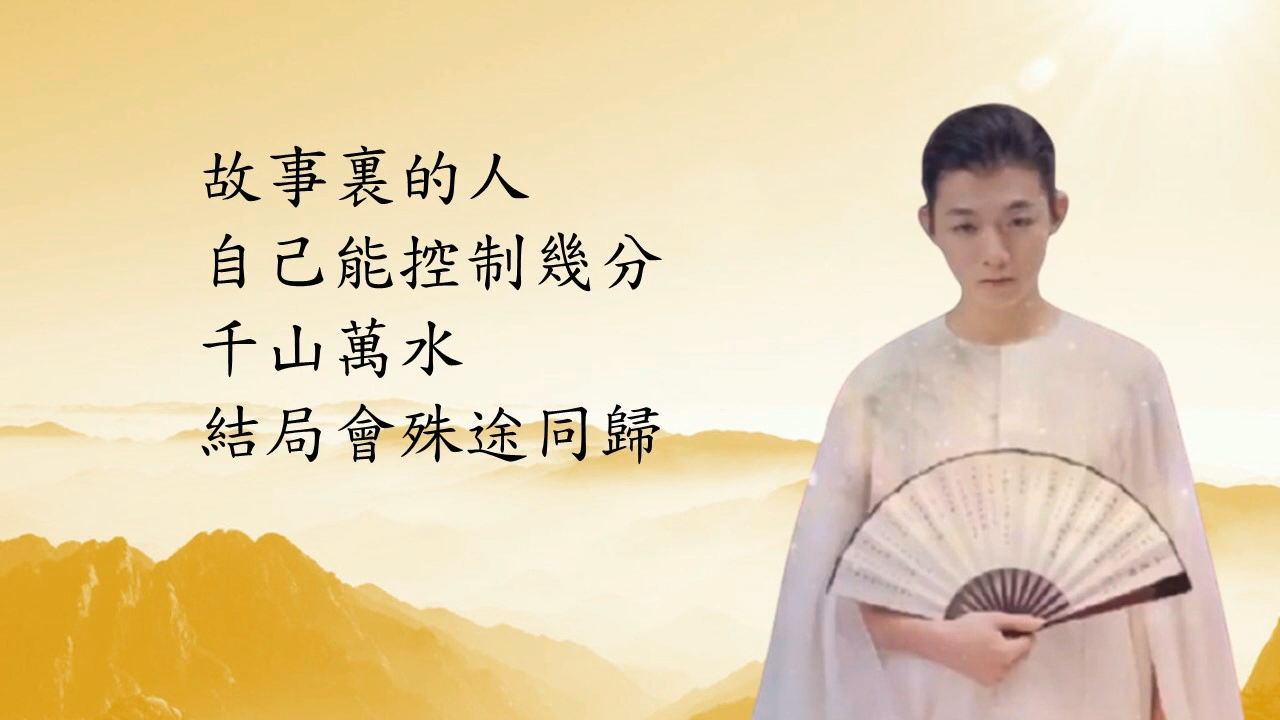 故事裏的人
自己能控制幾分
千山萬水
結局會殊途同歸